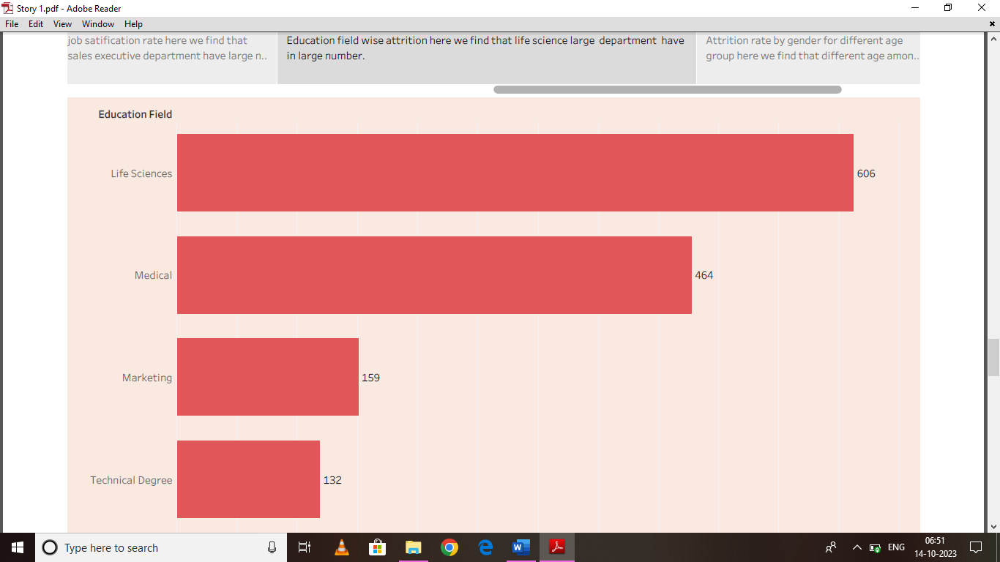 Story 1.pdf - Adobe Reader
File Edit View Window Help
job satification rate here we find that
sales executive department have large n..
Education field wise attrition here we find that life science large department have
in large number.
Attrition rate by gender for different age
group here we find that different age amon..
Education Field
Life Sciences
606
Medical
464
Marketing
159
Technical Degree
132
Type here to search
ENG
06:51
14-10-2023